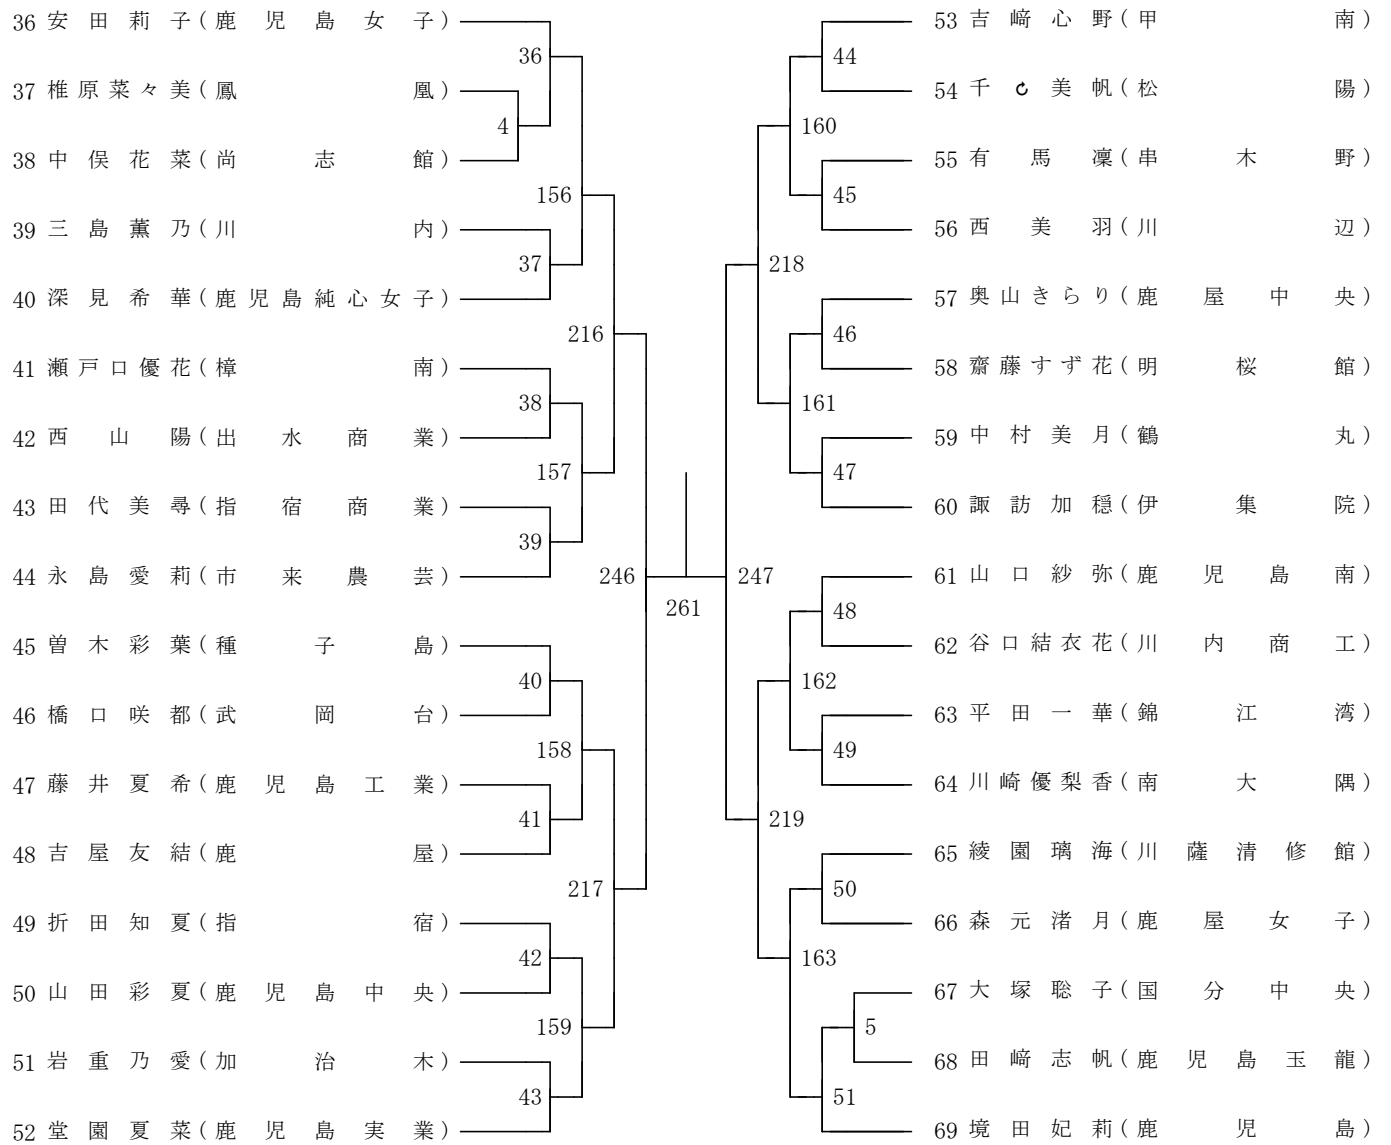 36 安田莉子(鹿児島女子)
37 椎原菜々美(鳳凰)
38 中俣花菜(尚志館)
39 三島薫乃(川内)
40 深見希華(鹿児島純心女子)
41 瀬戸口優花(樟南)
42 西山陽(出水商業)
43 田代美尋(指宿商業)
44 永島愛莉(市来農芸)
45 曽木彩葉(種子島)
46 橋口咲都(武岡台)
47 藤井夏希(鹿児島工業)
48 吉屋友結(鹿屋)
49 折田知夏(指宿)
50 山田彩夏(鹿児島中央)
51 岩重乃愛(加治木)
52 堂園夏菜(鹿児島実業)
36
4
156
37
216
38
157
39
246
40
158
41
217
42
159
43
261
247
44
160
45
218
46
161
47
48
162
49
219
50
163
5
51
53 吉﨑心野(甲南)
54 千 美帆(松陽)
55 有馬凜(串木野)
56 西美羽(川辺)
57 奥山きらり(鹿屋中央)
58 齋藤すず花(明桜館)
59 中村美月(鶴丸)
60 諏訪加穏(伊集院)
61 山口紗弥(鹿児島南)
62 谷口結衣花(川内商工)
63 平田一華(錦江湾)
64 川崎優梨香(南大隅)
65 綾園璃海(川薩清修館)
66 森元渚月(鹿屋女子)
67 大塚聡子(国分中央)
68 田﨑志帆(鹿児島玉龍)
69 境田妃莉(鹿児島)